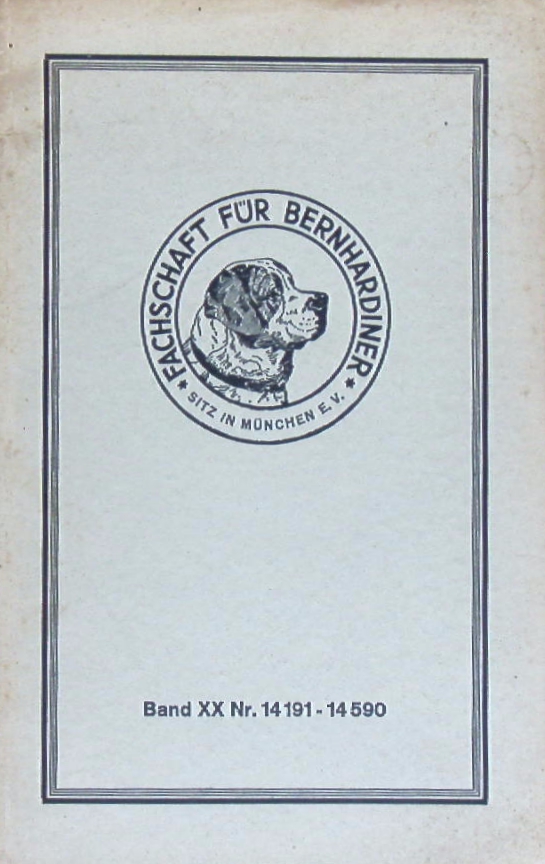 FACHSCHAFT FÜR BERNHARDINER
* SITZ IN MÜNCHEN E.V. *
Band XX Nr. 14191-14590